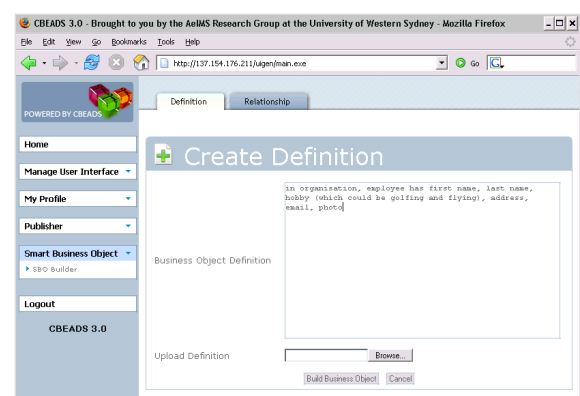 CBEADS 3.0 - Brought to you by the AeIMS Research Group at the University of Western Sydney - Mozilla Firefox
File Edit View Go Bookmarks Tools Help
http://137.154.176.211/uigen/main.exe Go G
POWERED BY CBEADS
Definition Relationship
Home
Manage User Interface
My Profile
Publisher
Smart Business Object
SBO Builder
Logout
CBEADS 3.0
Create Definition
Business Object Definition
in organisation, employee has first name, last name,
hobby (which could be golfing and flying), address,
email, photo
Upload Definition Browse...
Build Business Object Cancel